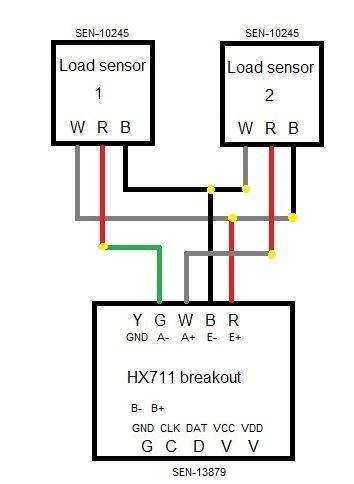 SEN-10245
SEN-10245
Load sensor
1
Load sensor
2
W R B
W R B
Y G W B R
GND A- A+ E- E+
HX711 breakout
B- B+
GND CLK DAT VCC VDD
G C D V V
SEN-13879